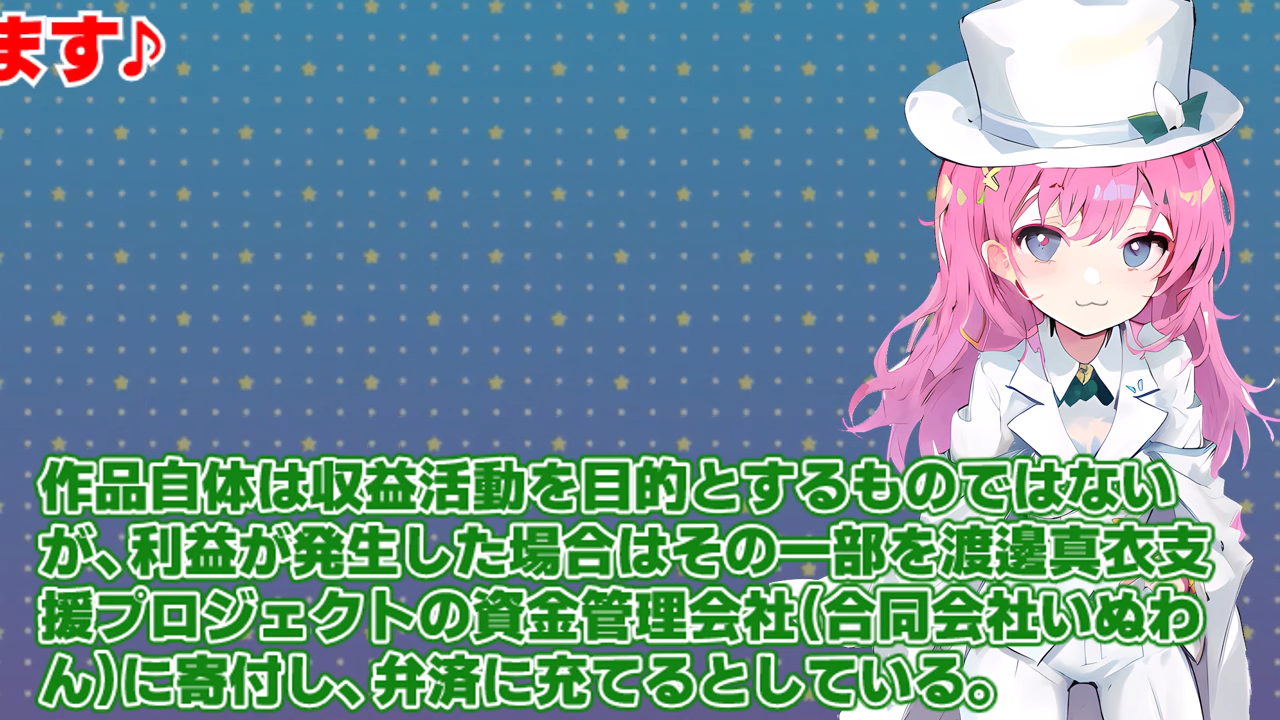 ます♪
作品自体は収益活動を目的とするものではない
が、利益が発生した場合はその一部を渡邊真衣支
援プロジェクトの資金管理会社(合同会社いぬわ
ん)に寄付し、弁済に充てるとしている。